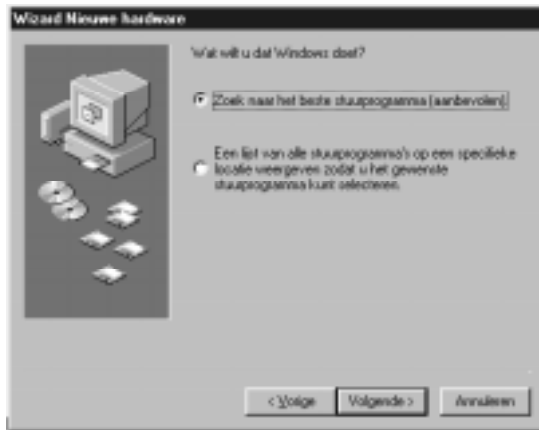 Wizard Nieuwe hardware
Wat wilt u dat Windows doet?
Zoek naar het beste stuurprogramma (aanbevolen).
Een lijst van alle stuurprogramma's op een specifieke
locatie weergeven zodat u het gewenste
stuurprogramma kunt selecteren.
< Vorige
Volgende >
Annuleren